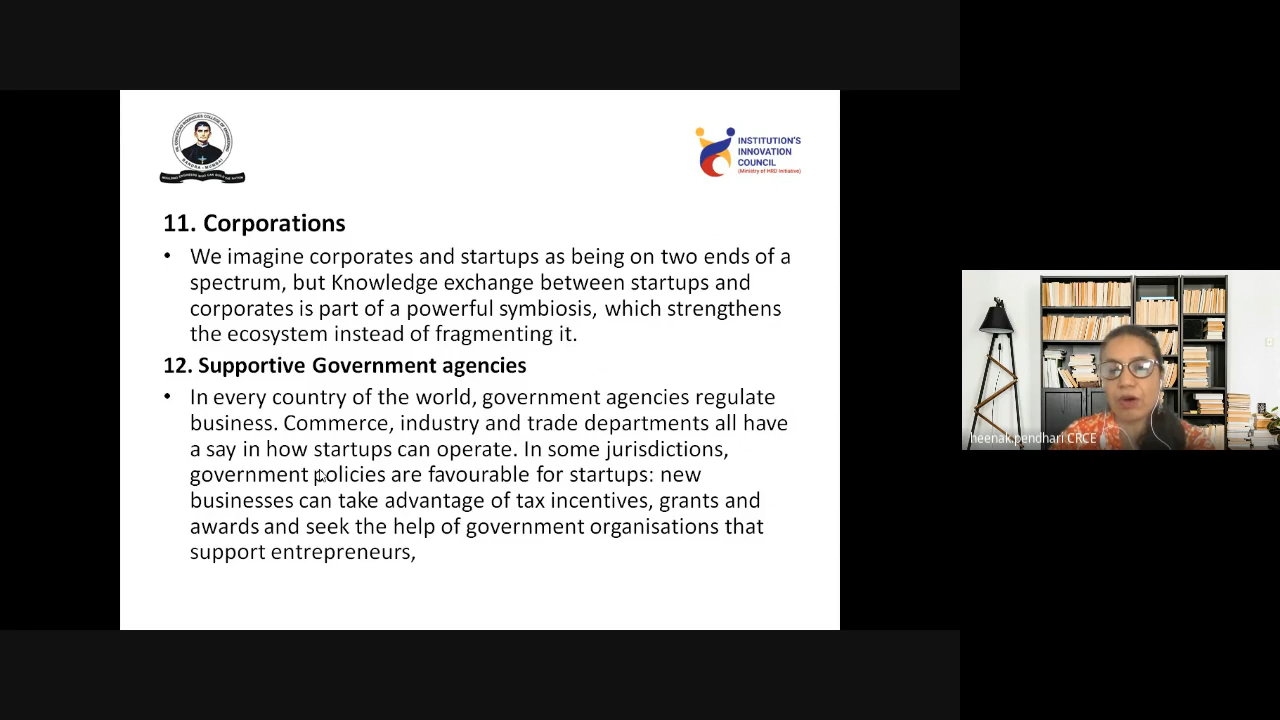 INSTITUTION'S
INNOVATION
COUNCIL
(Ministry of HRD Initiative)
11. Corporations
• We imagine corporates and startups as being on two ends of a
spectrum, but Knowledge exchange between startups and
corporates is part of a powerful symbiosis, which strengthens
the ecosystem instead of fragmenting it.
12. Supportive Government agencies
• In every country of the world, government agencies regulate
business. Commerce, industry and trade departments all have
a say in how startups can operate. In some jurisdictions,
government policies are favourable for startups: new
businesses can take advantage of tax incentives, grants and
awards and seek the help of government organisations that
support entrepreneurs,
heenak.pendhari CRCE